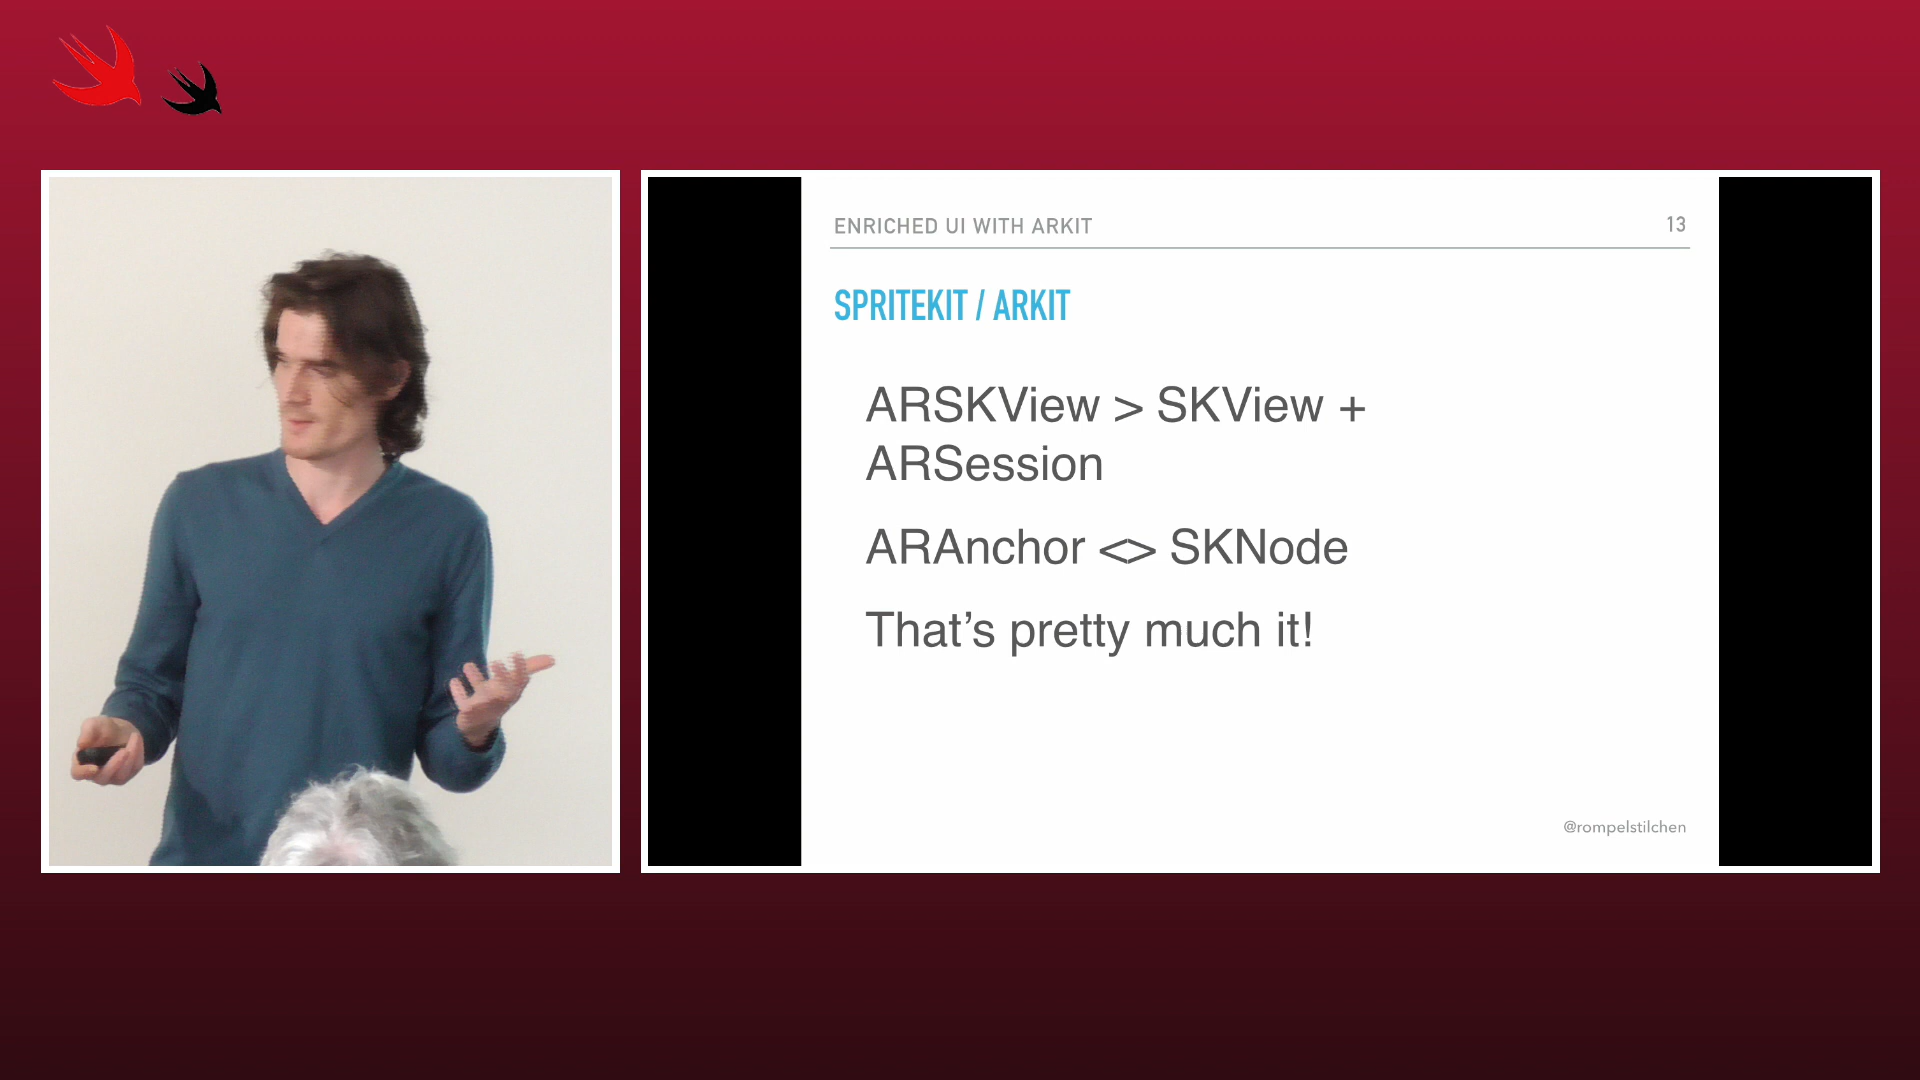 ENRICHED UI WITH ARKIT
13
SPRITEKIT / ARKIT
ARSKView > SKView +
ARSession
ARAnchor <> SKNode
That’s pretty much it!
@rompelstilchen